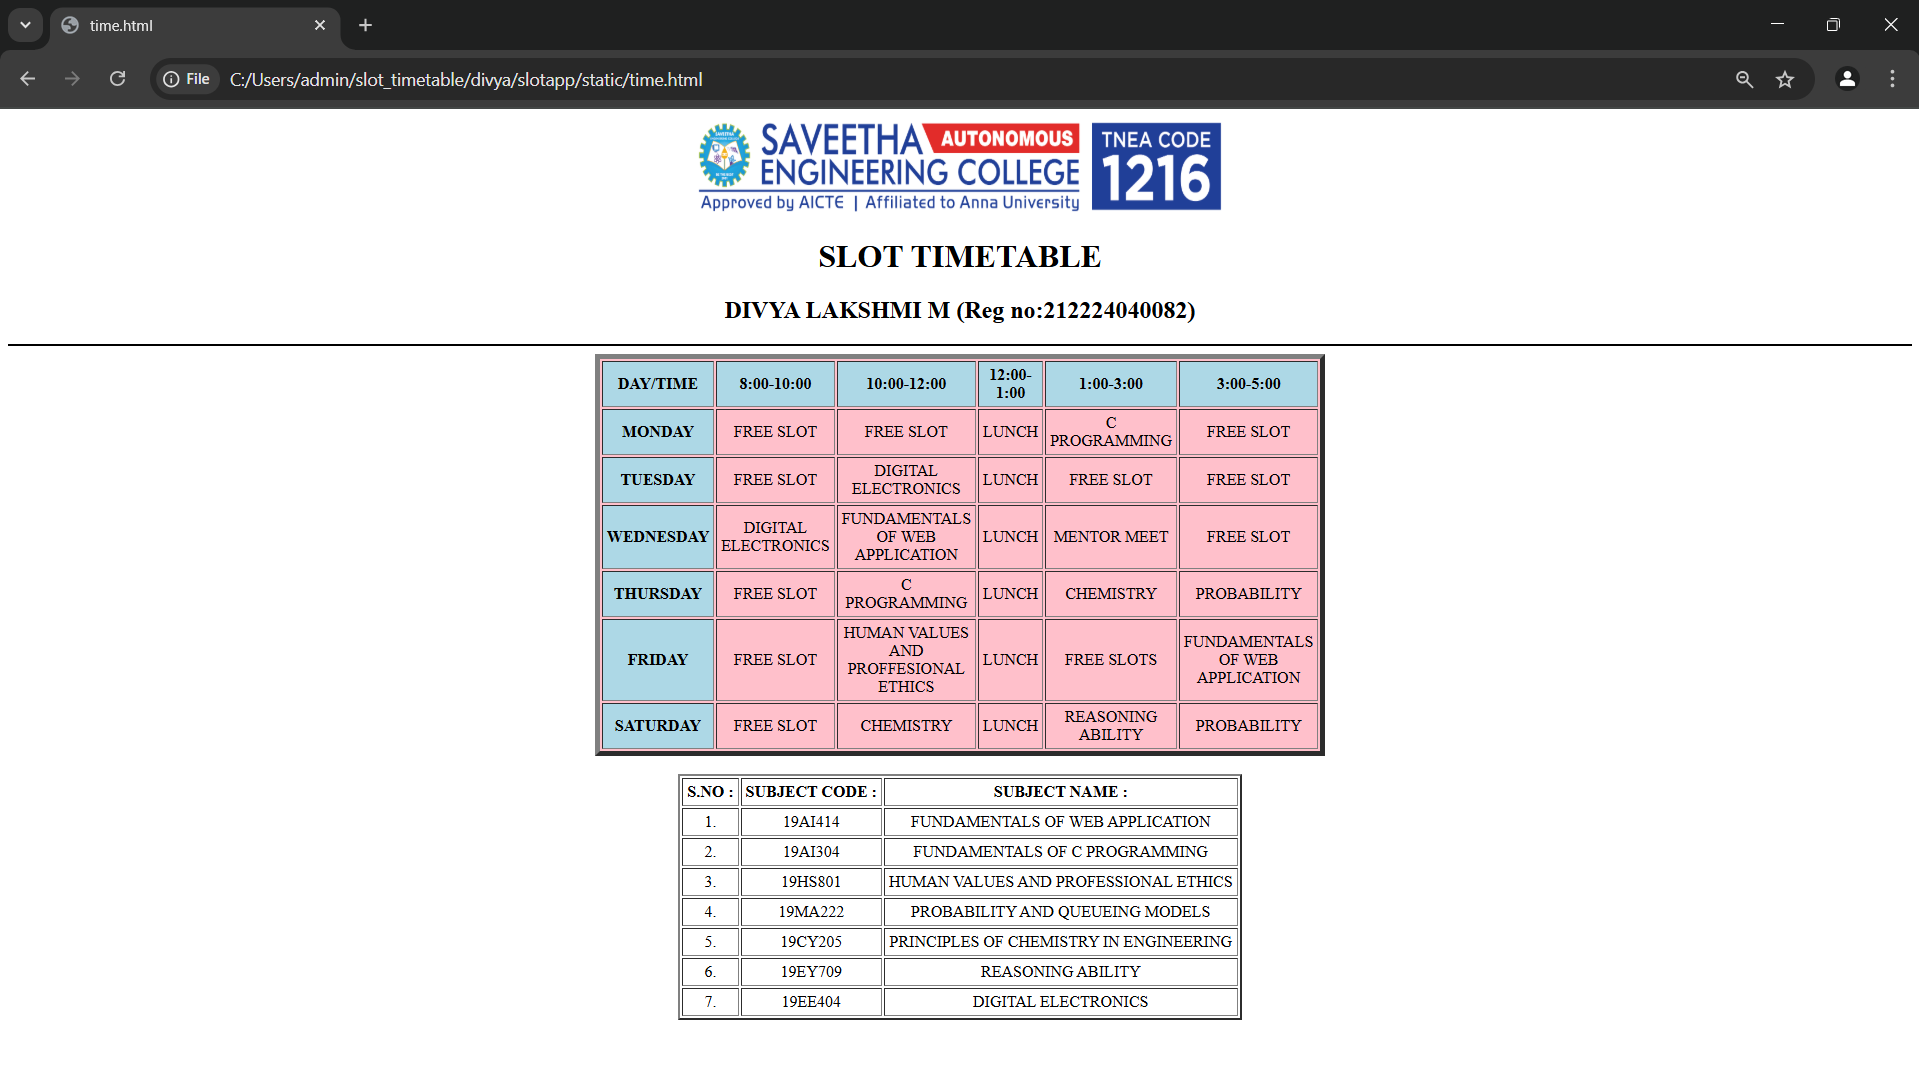 time.html
File
C:/Users/admin/slot_timetable/divya/slotapp/static/time.html
SAVEETHA AUTONOMOUS
ENGINEERING COLLEGE
Approved by AICTE | Affiliated to Anna University
TNEA CODE
1216
SLOT TIMETABLE
DIVYA LAKSHMI M (Reg no:212224040082)
DAY/TIME 8:00-10:00 10:00-12:00 12:00-1:00 1:00-3:00 3:00-5:00
MONDAY FREE SLOT FREE SLOT LUNCH C PROGRAMMING FREE SLOT
TUESDAY FREE SLOT DIGITAL ELECTRONICS LUNCH FREE SLOT FREE SLOT
WEDNESDAY DIGITAL ELECTRONICS FUNDAMENTALS OF WEB APPLICATION LUNCH MENTOR MEET FREE SLOT
THURSDAY FREE SLOT C PROGRAMMING LUNCH CHEMISTRY PROBABILITY
FRIDAY FREE SLOT HUMAN VALUES AND PROFFESIONAL ETHICS LUNCH FREE SLOTS FUNDAMENTALS OF WEB APPLICATION
SATURDAY FREE SLOT CHEMISTRY LUNCH REASONING ABILITY PROBABILITY
S.NO : SUBJECT CODE : SUBJECT NAME :
1. 19AI414 FUNDAMENTALS OF WEB APPLICATION
2. 19AI304 FUNDAMENTALS OF C PROGRAMMING
3. 19HS801 HUMAN VALUES AND PROFESSIONAL ETHICS
4. 19MA222 PROBABILITY AND QUEUEING MODELS
5. 19CY205 PRINCIPLES OF CHEMISTRY IN ENGINEERING
6. 19EY709 REASONING ABILITY
7. 19EE404 DIGITAL ELECTRONICS